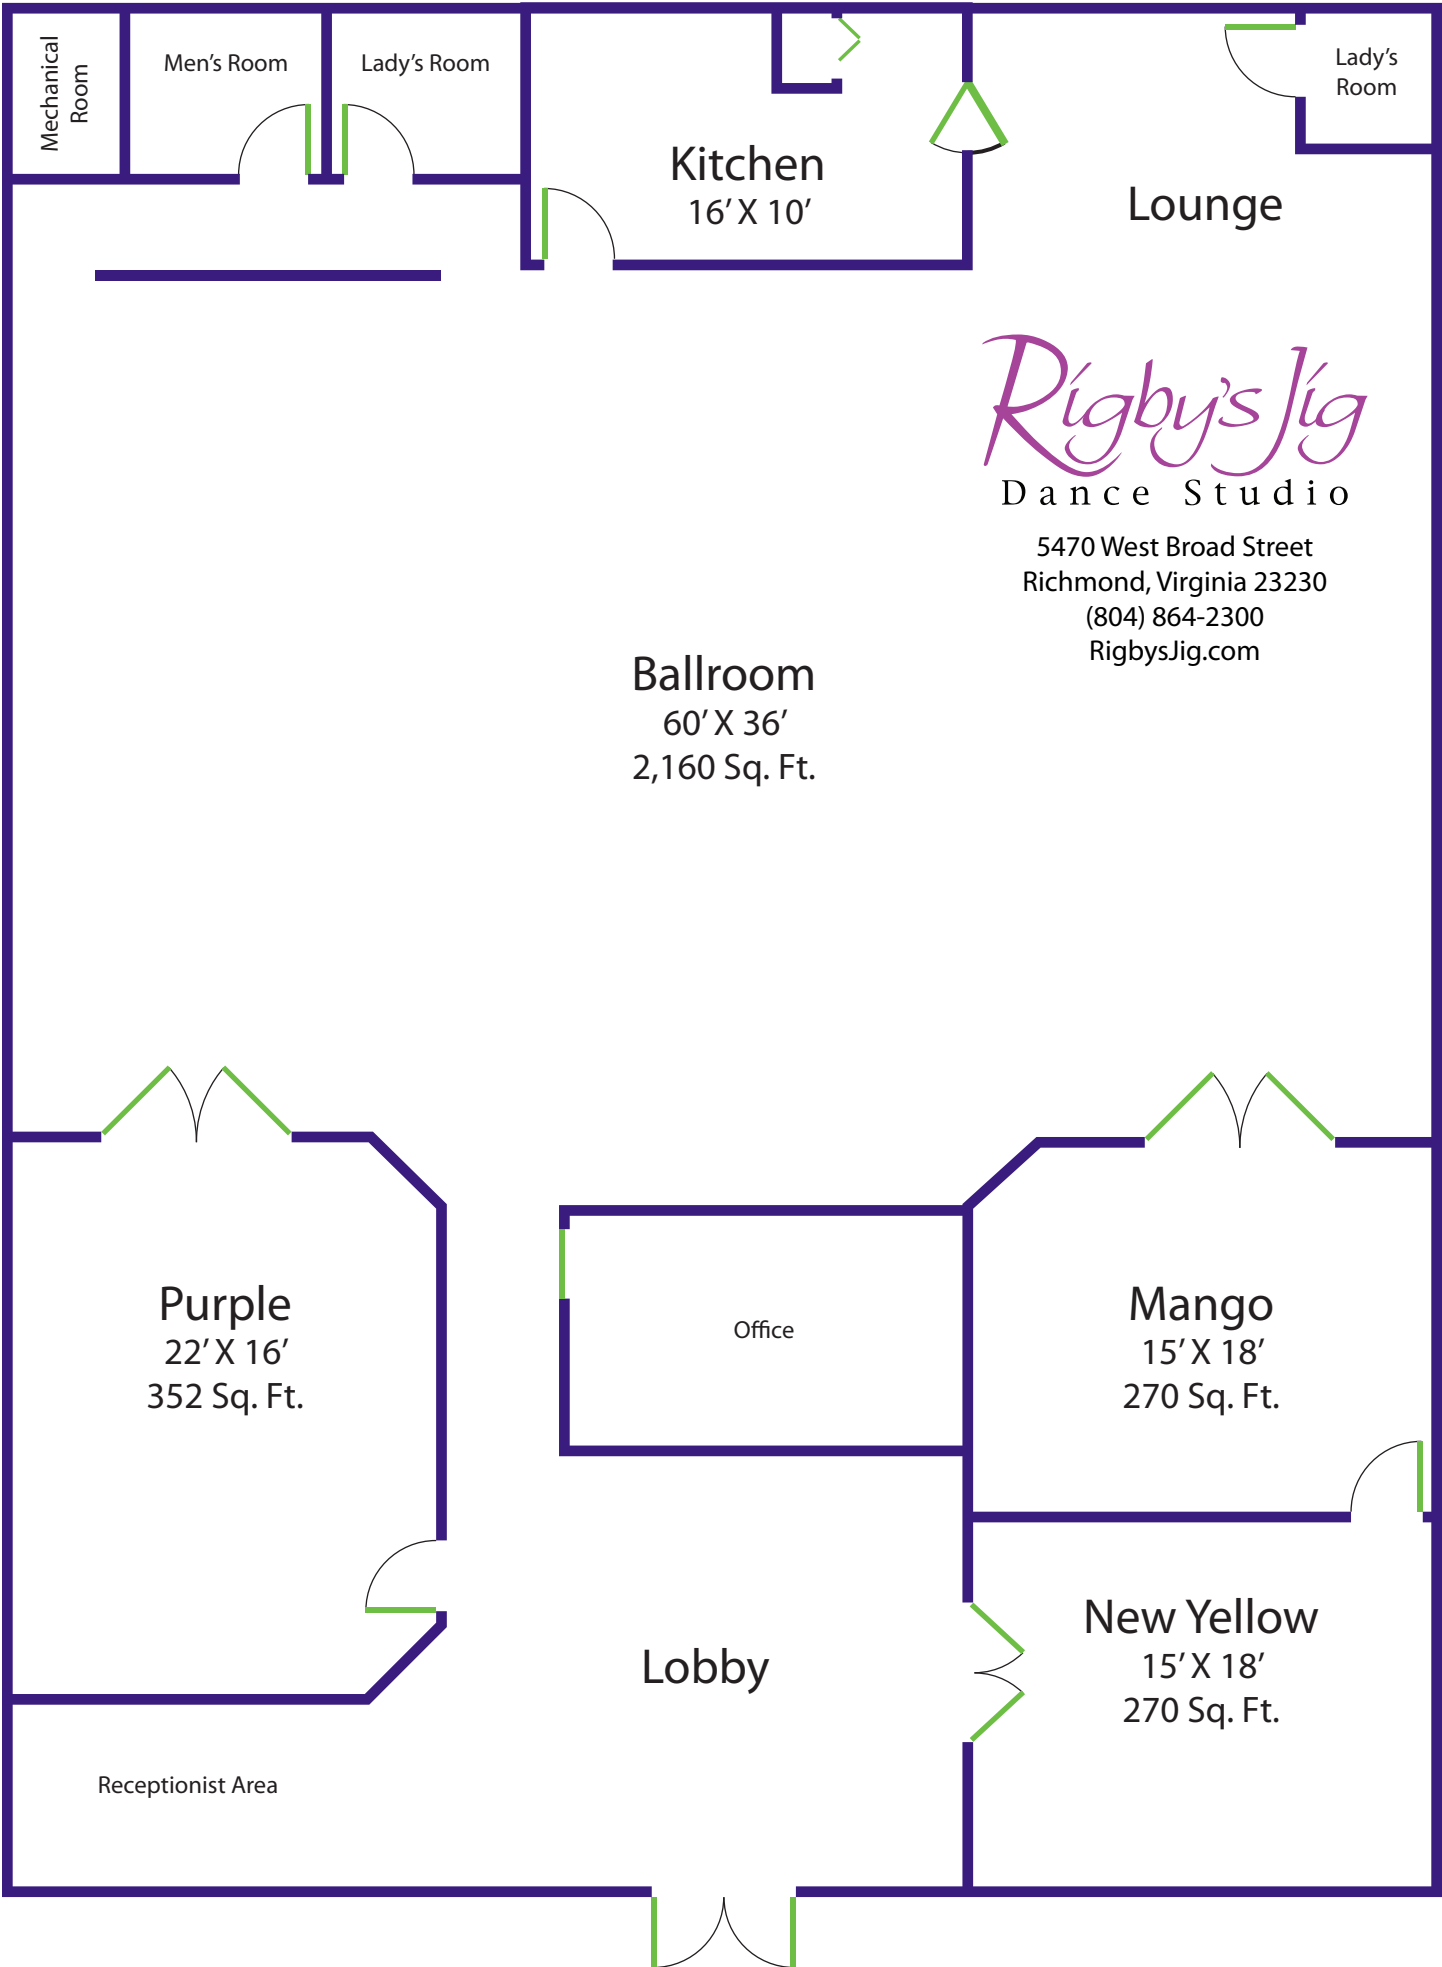 Mechanical
Room
Men’s Room
Lady’s Room
Lady’s
Room
Kitchen
16’ X 10’
Lounge
Rigby’s Jig
Dance Studio
5470 West Broad Street
Richmond, Virginia 23230
(804) 864-2300
RigbysJig.com
Ballroom
60’ X 36’
2,160 Sq. Ft.
Purple
22’ X 16’
352 Sq. Ft.
Office
Mango
15’ X 18’
270 Sq. Ft.
New Yellow
15’ X 18’
270 Sq. Ft.
Lobby
Receptionist Area